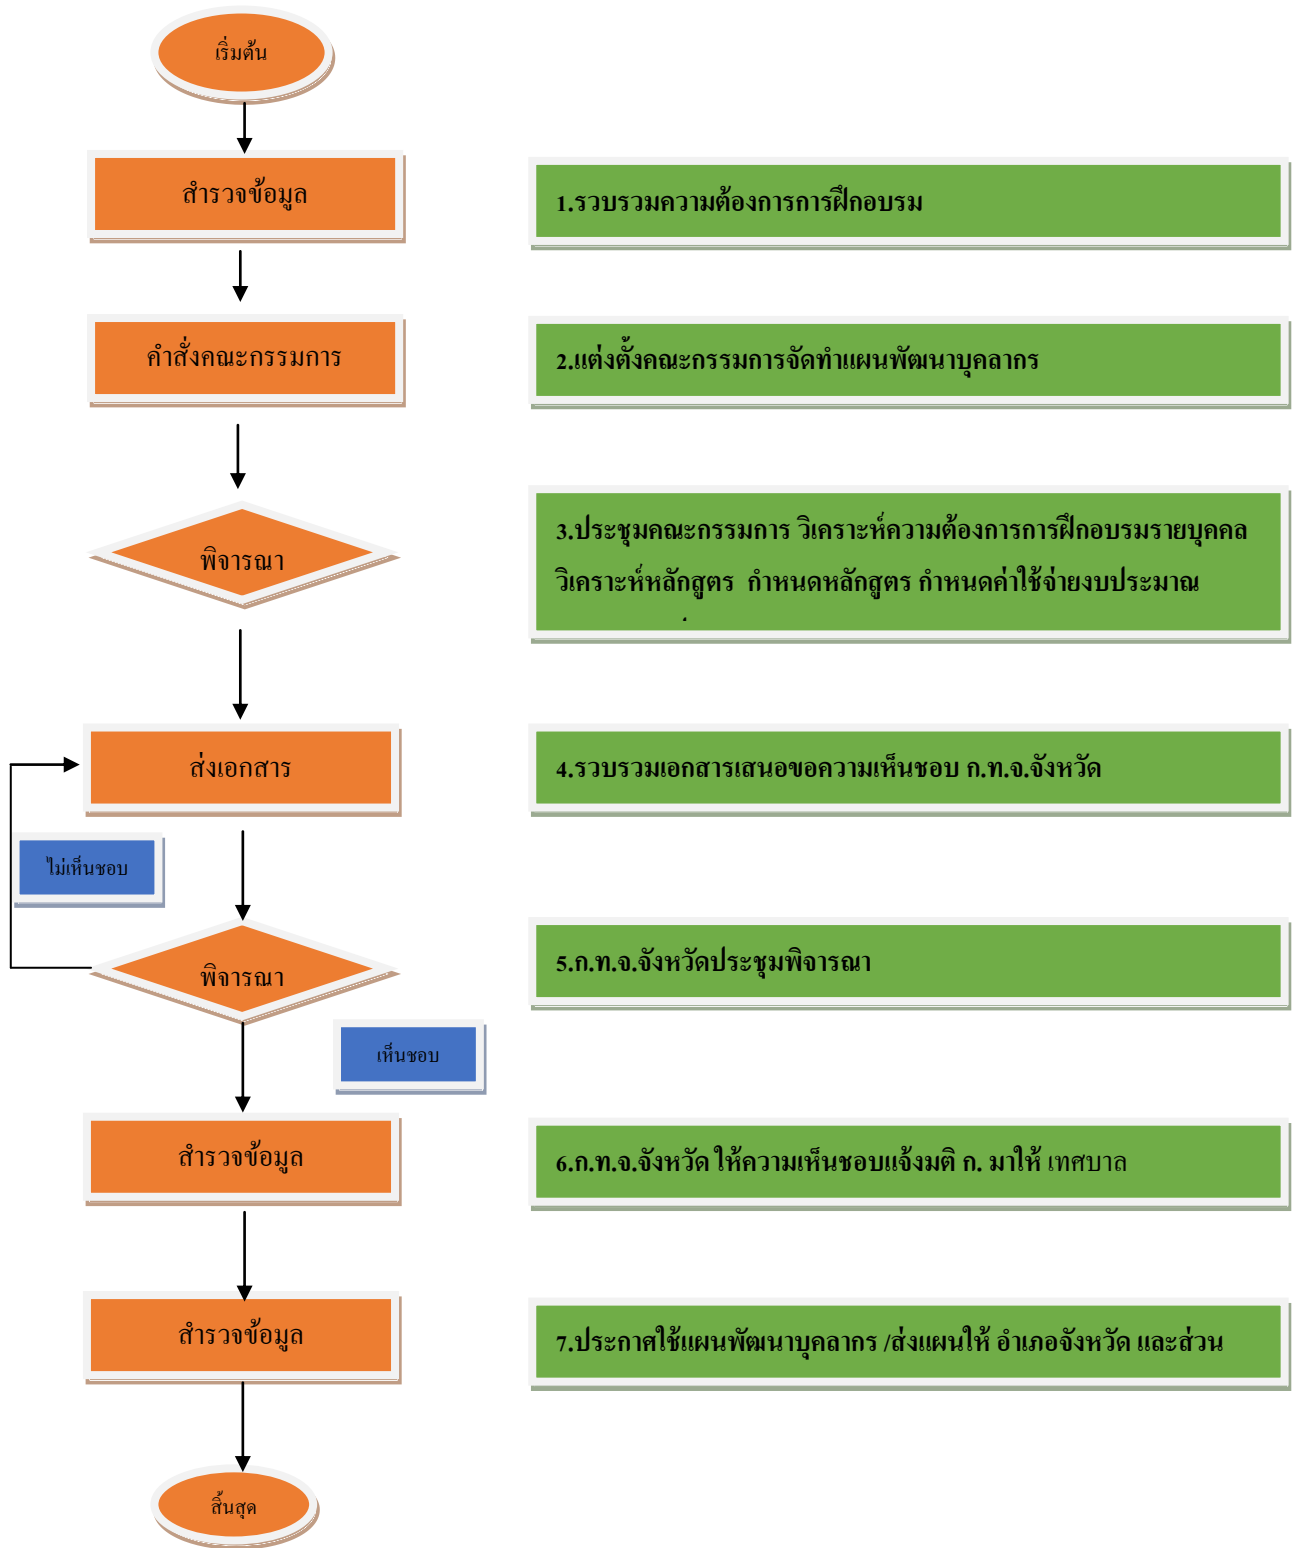 เริ่มต้น
สำรวจข้อมูล
1.รวบรวมความต้องการการฝึกอบรม
คำสั่งคณะกรรมการ
2.แต่งตั้งคณะกรรมการจัดทำแผนพัฒนาบุคลากร
พิจารณา
3.ประชุมคณะกรรมการ วิเคราะห์ความต้องการการฝึกอบรมรายบุคคล
วิเคราะห์หลักสูตร กำหนดหลักสูตร กำหนดค่าใช้จ่ายงบประมาณ
ส่งเอกสาร
4.รวบรวมเอกสารเสนอขอความเห็นชอบ ก.ท.จ.จังหวัด
ไม่เห็นชอบ
พิจารณา
5.ก.ท.จ.จังหวัดประชุมพิจารณา
เห็นชอบ
สำรวจข้อมูล
6.ก.ท.จ.จังหวัด ให้ความเห็นชอบแจ้งมติ ก. มาให้ เทศบาล
สำรวจข้อมูล
7.ประกาศใช้แผนพัฒนาบุคลากร /ส่งแผนให้ อำเภอจังหวัด และส่วน
สิ้นสุด